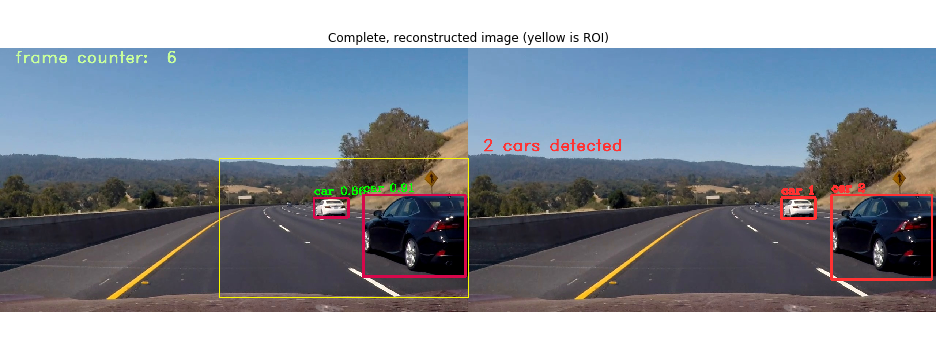 Complete, reconstructed image (yellow is ROI)
frame counter: 6
2 cars detected
car 0.86
car 1
car 2